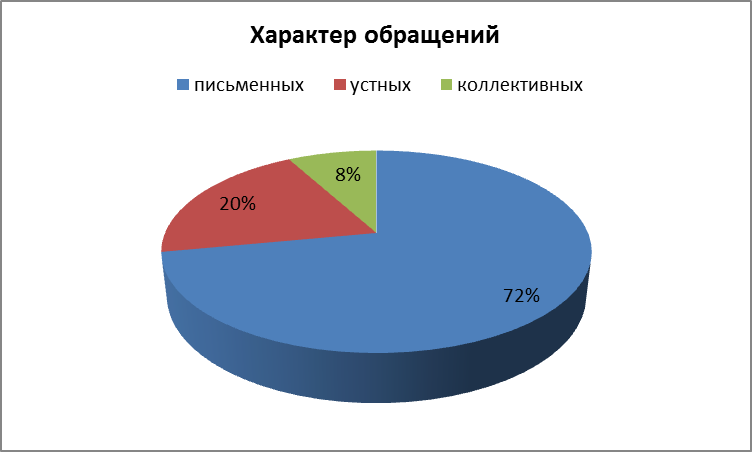 Характер обращений
письменных устных коллективных
8%
20%
72%